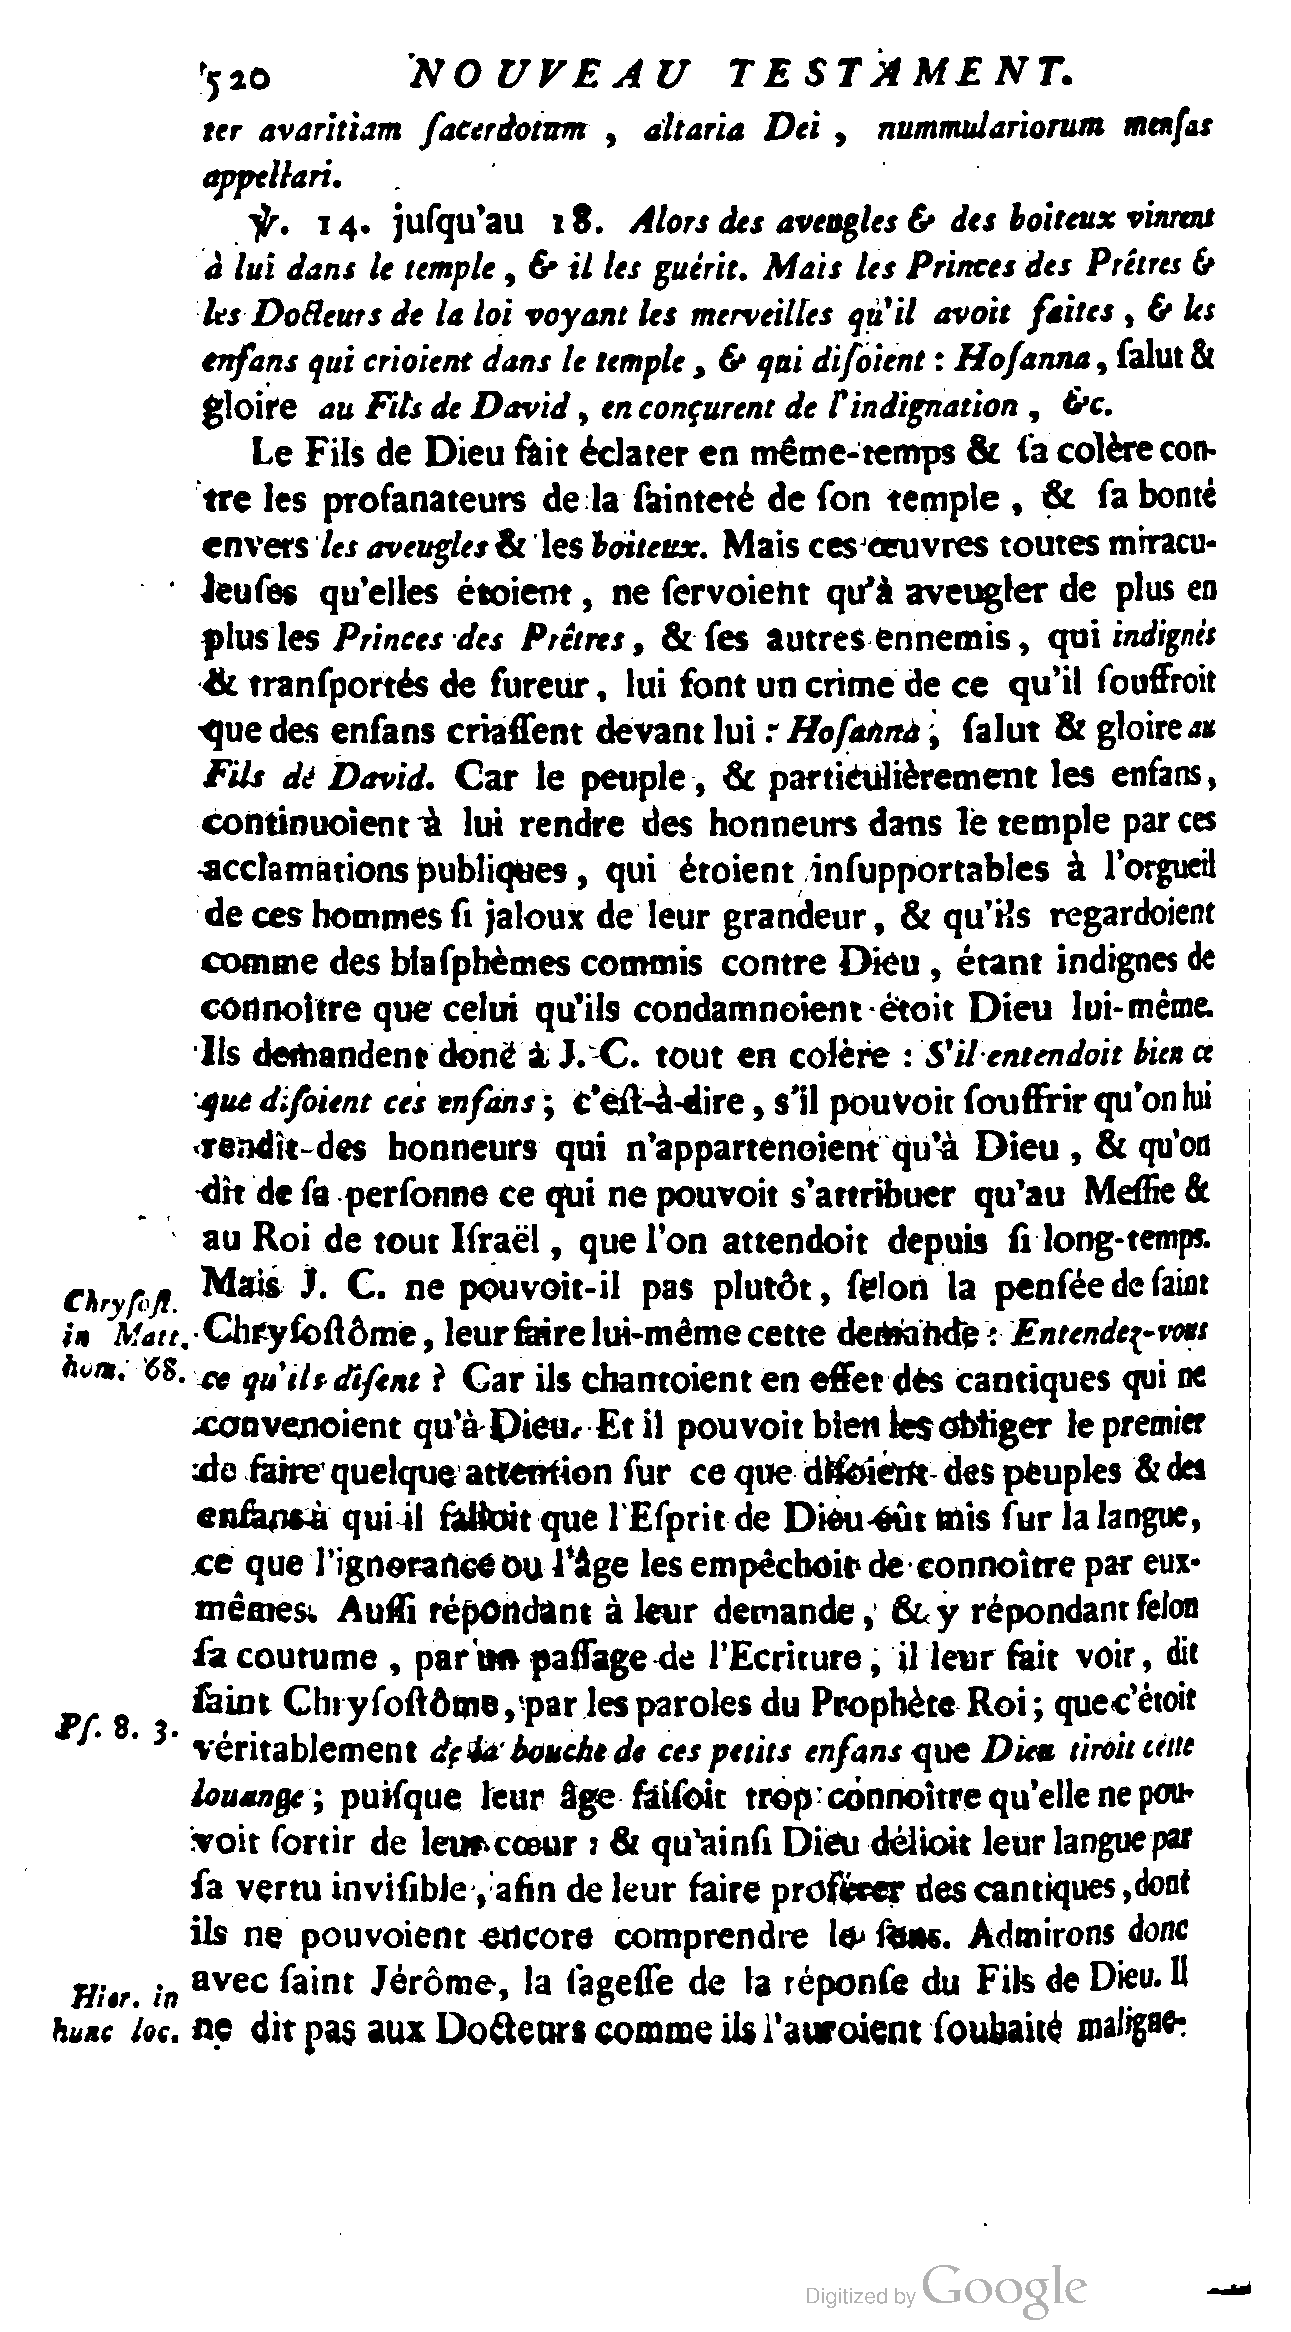 520 NOUVEAU TESTAMENT.
ter avaritiam ſacerdotum , altaria Dei , nummulariorum menſas
appellari.
℣. 14. juſqu'au 18. Alors des aveugles & des boiteux vinrent
à lui dans le temple , & il les guérit. Mais les Princes des Prêtres &
les Docteurs de la loi voyant les merveilles qu'il avoit faites , & les
enfans qui crioient dans le temple , & qui diſoient : Hoſanna , ſalut &
gloire au Fils de David , en conçurent de l'indignation , &c.
Le Fils de Dieu fait éclater en même-temps & ſa colère con-
tre les profanateurs de la ſainteté de ſon temple , & ſa bonté
envers les aveugles & les boiteux. Mais ces œuvres toutes miracu-
leuſes qu'elles étoient , ne ſervoient qu'à aveugler de plus en
plus les Princes des Prêtres , & ſes autres ennemis , qui indignés
& tranſportés de fureur , lui font un crime de ce qu'il ſouffroit
que des enfans criaſſent devant lui : Hoſanna ; ſalut & gloire au
Fils de David. Car le peuple , & particulièrement les enfans,
continuoient à lui rendre des honneurs dans le temple par ces
acclamations publiques , qui étoient inſupportables à l'orgueil
de ces hommes ſi jaloux de leur grandeur , & qu'ils regardoient
comme des blaſphèmes commis contre Dieu , étant indignes de
connoître que celui qu'ils condamnoient étoit Dieu lui-même.
Ils demandent donc à J. C. tout en colère : S'il entendoit bien ce
que diſoient ces enfans ; c'eſt-à-dire , s'il pouvoit ſouffrir qu'on lui
rendît des honneurs qui n'appartenoient qu'à Dieu , & qu'on
dît de ſa perſonne ce qui ne pouvoit s'attribuer qu'au Meſſie &
au Roi de tout Iſraël , que l'on attendoit depuis ſi long-temps.
Mais J. C. ne pouvoit-il pas plutôt , ſelon la penſée de ſaint
Chryſoſt.
in Matt.
hom. 68.
Chryſoſtôme , leur faire lui-même cette demande : Entendez-vous
ce qu'ils diſent ? Car ils chantoient en effet des cantiques qui ne
convenoient qu'à Dieu. Et il pouvoit bien les obliger le premier
de faire quelque attention ſur ce que diſoient des peuples & des
enfans à qui il falloit que l'Eſprit de Dieu eût mis ſur la langue,
ce que l'ignorance ou l'âge les empêchoit de connoître par eux-
mêmes. Auſſi répondant à leur demande , & y répondant ſelon
ſa coutume , par un paſſage de l'Ecriture , il leur fait voir , dit
ſaint Chryſoſtôme , par les paroles du Prophète Roi ; que c'étoit
Pſ. 8. 3.
véritablement de la bouche de ces petits enfans que Dieu tiroit cette
louange ; puiſque leur âge faiſoit trop connoître qu'elle ne pou-
voit ſortir de leur cœur ; & qu'ainſi Dieu délioit leur langue par
ſa vertu inviſible , afin de leur faire proférer des cantiques , dont
ils ne pouvoient encore comprendre le ſens. Admirons donc
avec ſaint Jérôme , la ſageſſe de la réponſe du Fils de Dieu. Il
Hier. in
hunc loc.
ne dit pas aux Docteurs comme ils l'auroient ſouhaité maligne-
Digitized by Google